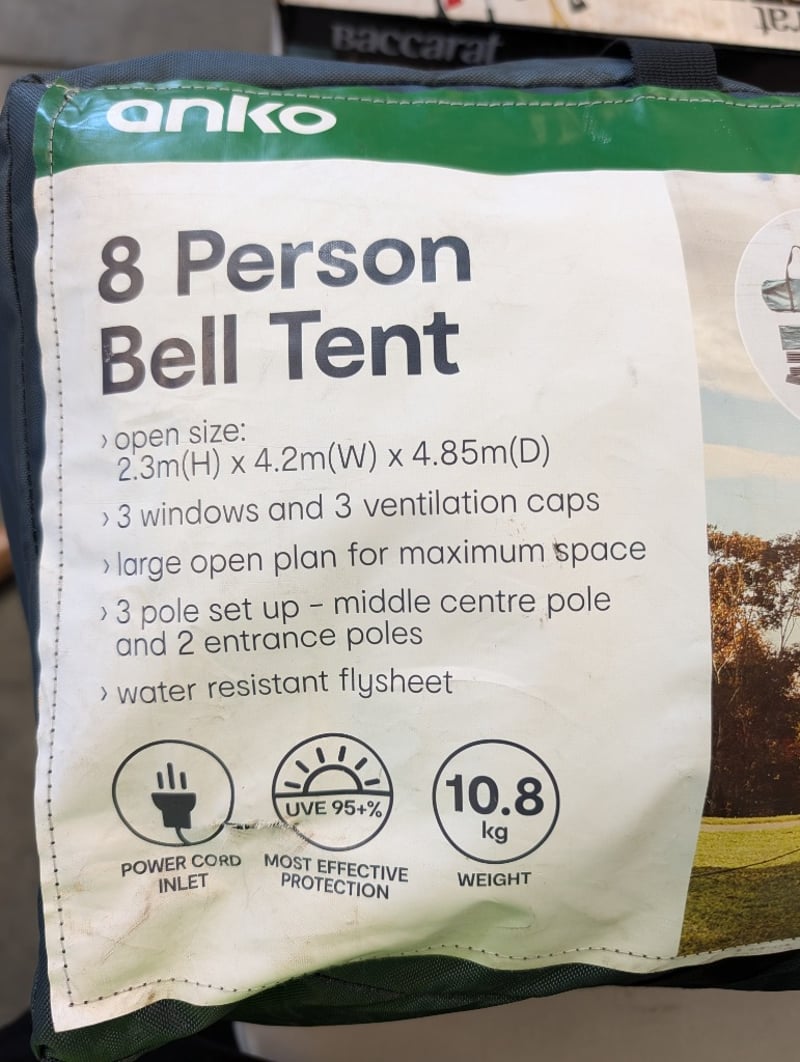 Baccarat
rat
anko
8 Person
Bell Tent
› open size:
2.3m(H) x 4.2m(W) x 4.85m(D)
› 3 windows and 3 ventilation caps
› large open plan for maximum space
› 3 pole set up – middle centre pole
and 2 entrance poles
› water resistant flysheet
UVE 95+%
10.8
kg
POWER CORD
INLET
MOST EFFECTIVE
PROTECTION
WEIGHT